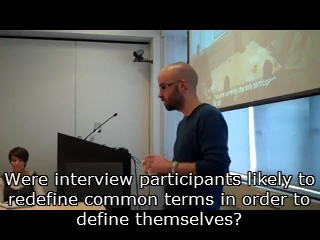 Were interview participants likely to
redefine common terms in order to
define themselves?